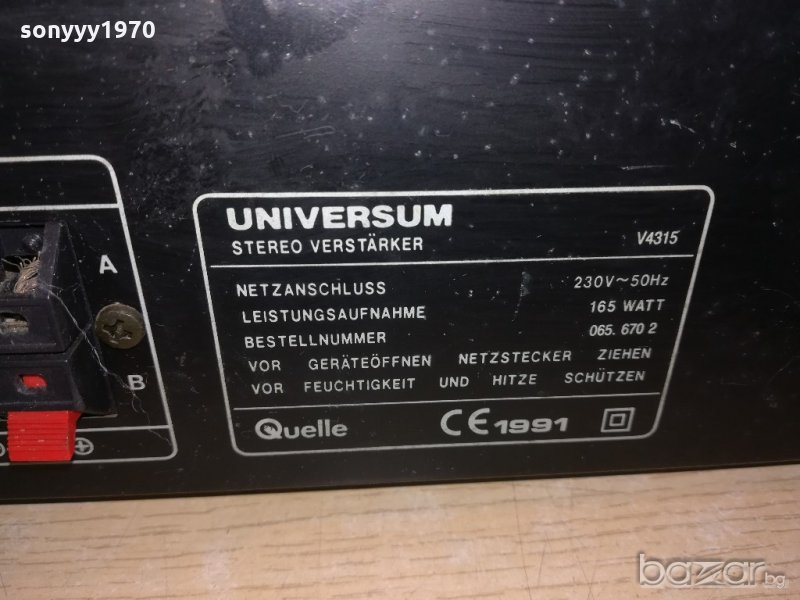 sonyyy1970
UNIVERSUM
STEREO VERSTÄRKER V4315
NETZANSCHLUSS 230V~50Hz
LEISTUNGSAUFNAHME 165 WATT
BESTELLNUMMER 065. 670 2
VOR GERÄTEÖFFNEN NETZSTECKER ZIEHEN
VOR FEUCHTIGKEIT UND HITZE SCHÜTZEN
Quelle CE 1991
A
B
bazar.bg